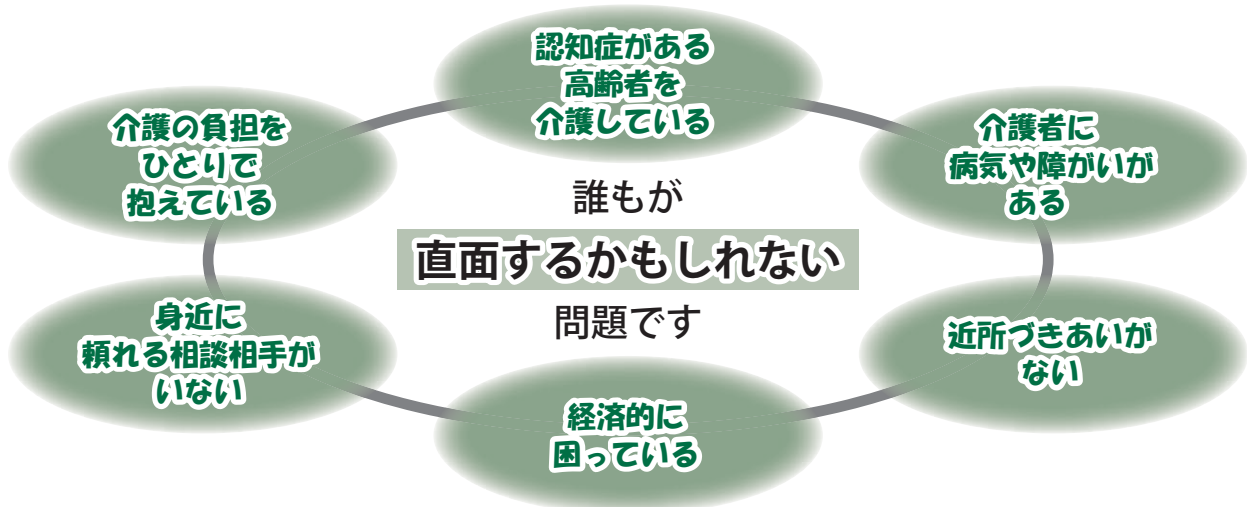 認知症がある
高齢者を
介護している
介護の負担を
ひとりで
抱えている
介護者に
病気や障がいが
ある
誰もが
直面するかもしれない
問題です
身近に
頼れる相談相手が
いない
近所づきあいが
ない
経済的に
困っている